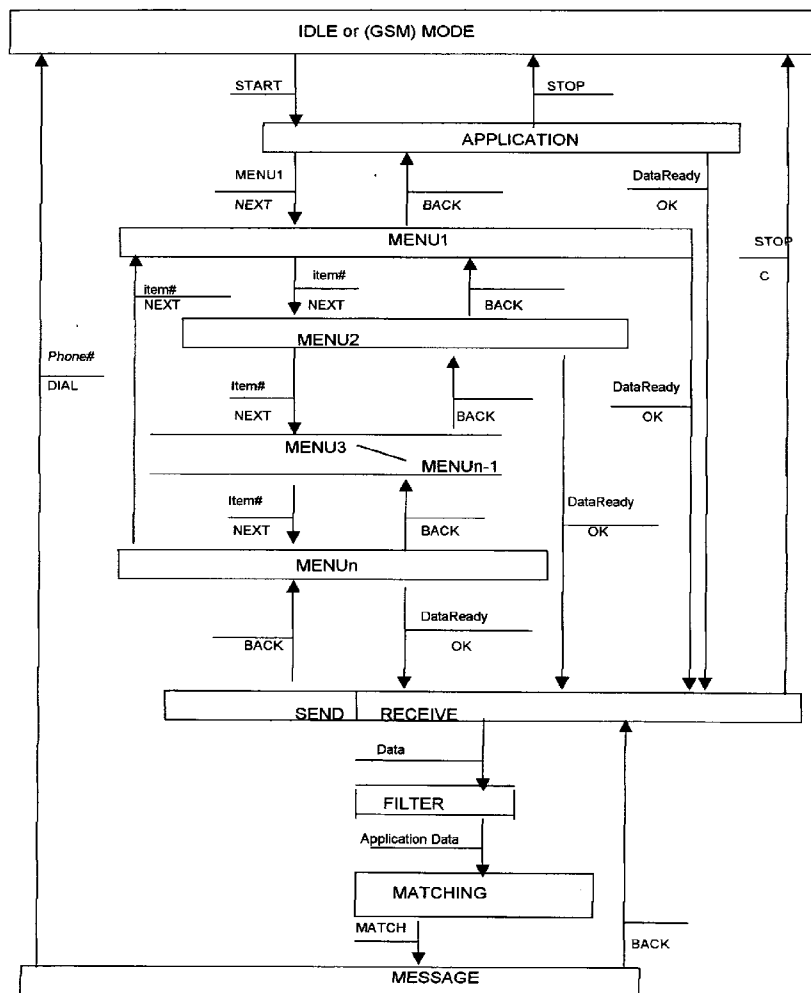 IDLE or (GSM) MODE
START
STOP
APPLICATION
MENU1
NEXT
BACK
DataReady
OK
MENU1
STOP
C
item#
NEXT
item#
NEXT
BACK
MENU2
Phone#
DIAL
Item#
NEXT
BACK
DataReady
OK
MENU3
MENUn-1
Item#
NEXT
BACK
DataReady
OK
MENUn
BACK
DataReady
OK
SEND RECEIVE
Data
FILTER
Application Data
MATCHING
MATCH
BACK
MESSAGE